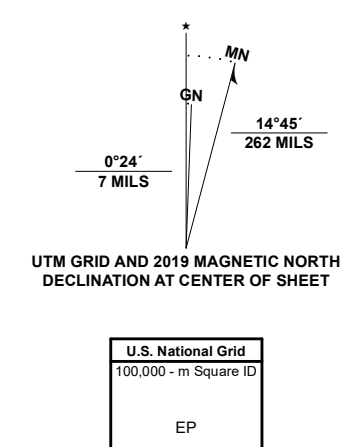 ★
MN
GN
14°45´
262 MILS
0°24´
7 MILS
UTM GRID AND 2019 MAGNETIC NORTH
DECLINATION AT CENTER OF SHEET
U.S. National Grid
100,000 - m Square ID
EP